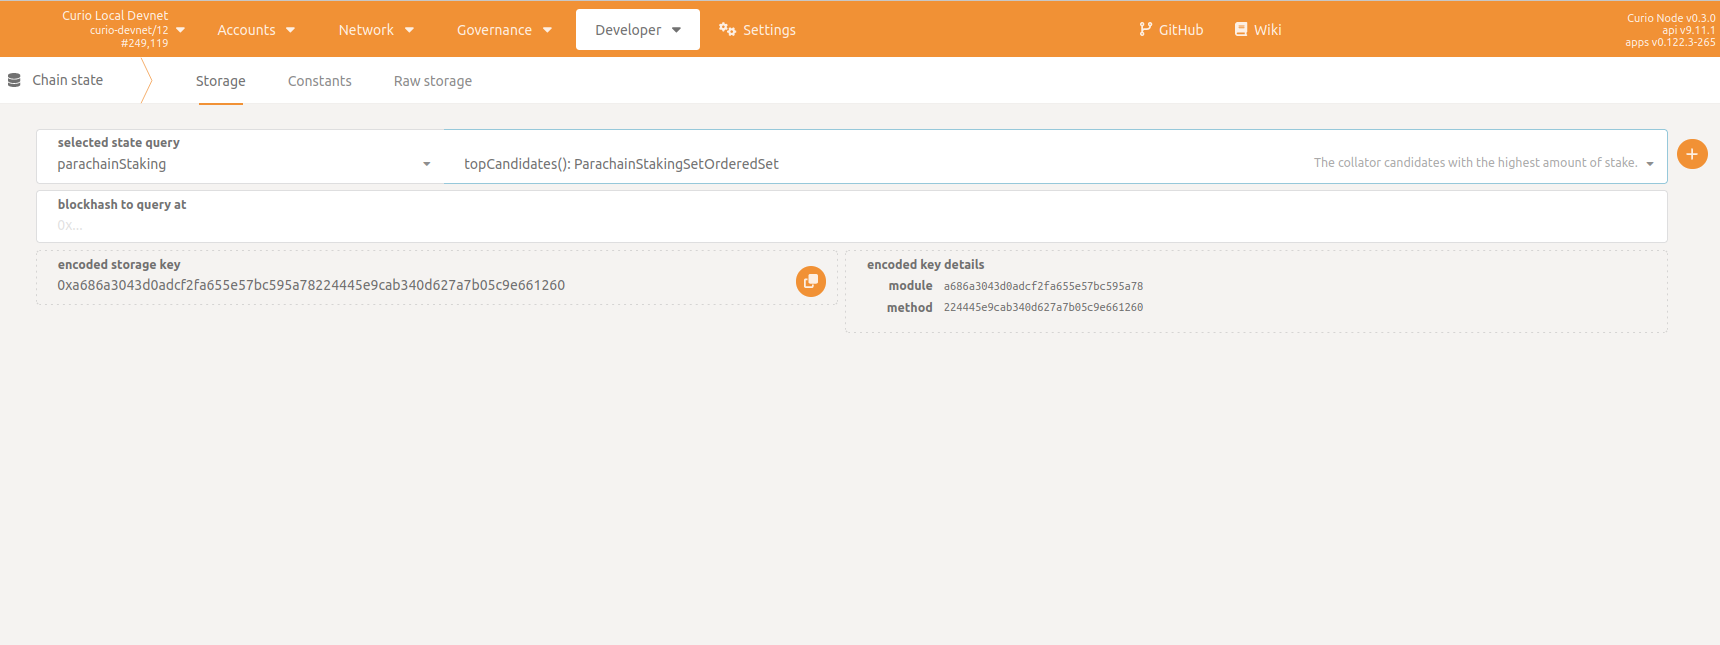 Curio Local Devnet
curio-devnet/12
#249,119
Accounts
Network
Governance
Developer
Settings
GitHub
Wiki
Curio Node v0.3.0
api v9.11.1
apps v0.122.3-265
Chain state
Storage
Constants
Raw storage
selected state query
parachainStaking
topCandidates(): ParachainStakingSetOrderedSet
The collator candidates with the highest amount of stake.
blockhash to query at
0x...
encoded storage key
0xa686a3043d0adcf2fa655e57bc595a78224445e9cab340d627a7b05c9e661260
encoded key details
module a686a3043d0adcf2fa655e57bc595a78
method 224445e9cab340d627a7b05c9e661260